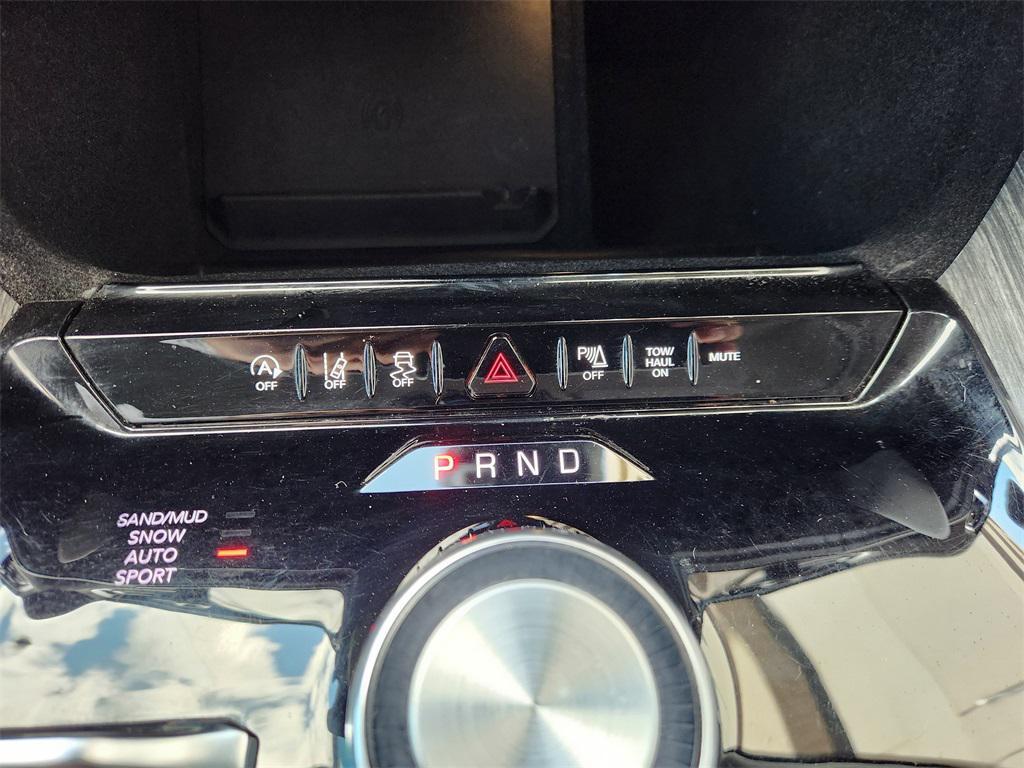 OFF OFF OFF P OFF TOW/ HAUL ON MUTE
P R N D
SAND/MUD
SNOW
AUTO
SPORT